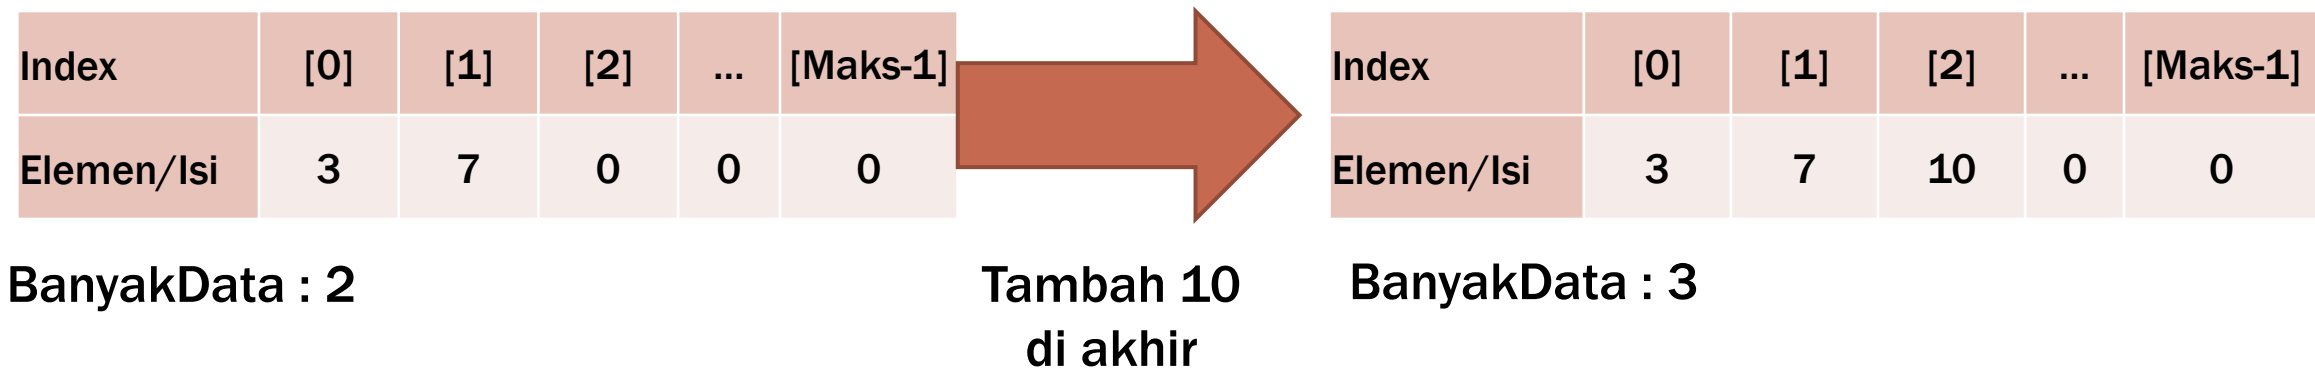 Index [0] [1] [2] ... [Maks-1]
Elemen/Isi 3 7 0 0 0
BanyakData : 2
Tambah 10
di akhir
Index [0] [1] [2] ... [Maks-1]
Elemen/Isi 3 7 10 0 0
BanyakData : 3